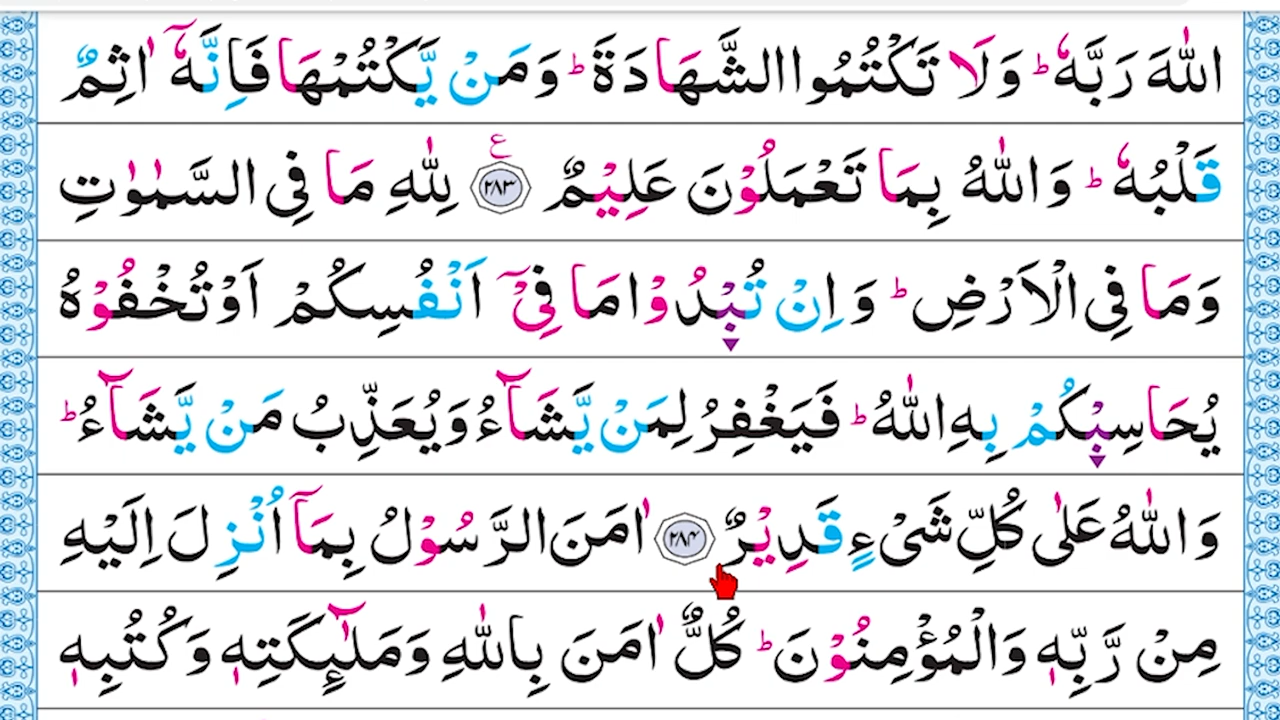 اللّٰهَ رَبَّهٗ ؕ وَلَا تَكْتُمُوا الشَّهَادَةَ ؕ وَمَنْ يَّكْتُمْهَا فَاِنَّهٗۤ اٰثِمٌ
قَلْبُهٗ ؕ وَاللّٰهُ بِمَا تَعْمَلُوْنَ عَلِيْمٌ ﴿۲۸۳﴾ ع لِلّٰهِ مَا فِى السَّمٰوٰتِ
وَمَا فِى الْاَرْضِ ؕ وَاِنْ تُبْدُوْا مَا فِىْۤ اَنْفُسِكُمْ اَوْ تُخْفُوْهُ
يُحَاسِبْكُمْ بِهِ اللّٰهُ ؕ فَيَغْفِرُ لِمَنْ يَّشَآءُ وَيُعَذِّبُ مَنْ يَّشَآءُ ؕ
وَاللّٰهُ عَلٰى كُلِّ شَىْءٍ قَدِيْرٌ ﴿۲۸۴﴾ اٰمَنَ الرَّسُوْلُ بِمَاۤ اُنْزِلَ اِلَيْهِ
مِنْ رَّبِّهٖ وَالْمُؤْمِنُوْنَ ؕ كُلٌّ اٰمَنَ بِاللّٰهِ وَمَلٰٓئِكَتِهٖ وَكُتُبِهٖ